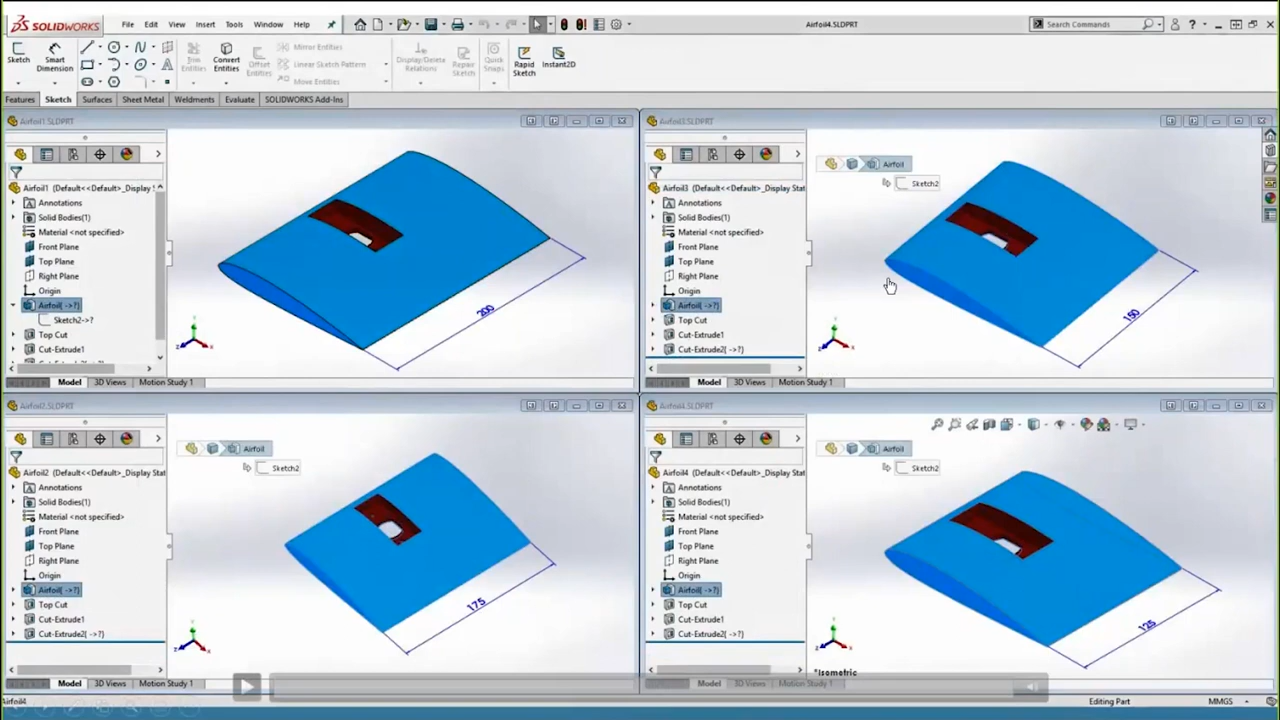 SOLIDWORKS File Edit View Insert Tools Window Help Airfoil4.SLDPRT Search Commands
Sketch Smart Dimension Trim Entities Convert Entities Offset Entities Mirror Entities Linear Sketch Pattern Move Entities Display/Delete Relations Repair Sketch Quick Snaps Rapid Sketch Instant2D
Features Sketch Surfaces Sheet Metal Weldments Evaluate SOLIDWORKS Add-Ins
Airfoil1.SLDPRT
Airfoil1 (Default<<Default>_Display Sta
Annotations
Solid Bodies(1)
Material <not specified>
Front Plane
Top Plane
Right Plane
Origin
Airfoil( ->?)
Sketch2->?
Top Cut
Cut-Extrude1
Cut-Extrude2( ->?)
200
Model 3D Views Motion Study 1
Airfoil3.SLDPRT
Airfoil
Sketch2
Airfoil3 (Default<<Default>_Display Stat
Annotations
Solid Bodies(1)
Material <not specified>
Front Plane
Top Plane
Right Plane
Origin
Airfoil( ->?)
Top Cut
Cut-Extrude1
Cut-Extrude2( ->?)
150
Model 3D Views Motion Study 1
Airfoil2.SLDPRT
Airfoil
Sketch2
Airfoil2 (Default<<Default>_Display Stat
Annotations
Solid Bodies(1)
Material <not specified>
Front Plane
Top Plane
Right Plane
Origin
Airfoil( ->?)
Top Cut
Cut-Extrude1
Cut-Extrude2( ->?)
175
Model 3D Views Motion Study 1
Airfoil4.SLDPRT
Airfoil
Sketch2
Airfoil4 (Default<<Default>_Display Stat
Annotations
Solid Bodies(1)
Material <not specified>
Front Plane
Top Plane
Right Plane
Origin
Airfoil( ->?)
Top Cut
Cut-Extrude1
Cut-Extrude2( ->?)
125
*Isometric
Model 3D Views Motion Study 1
Airfoil4 Editing Part MMGS